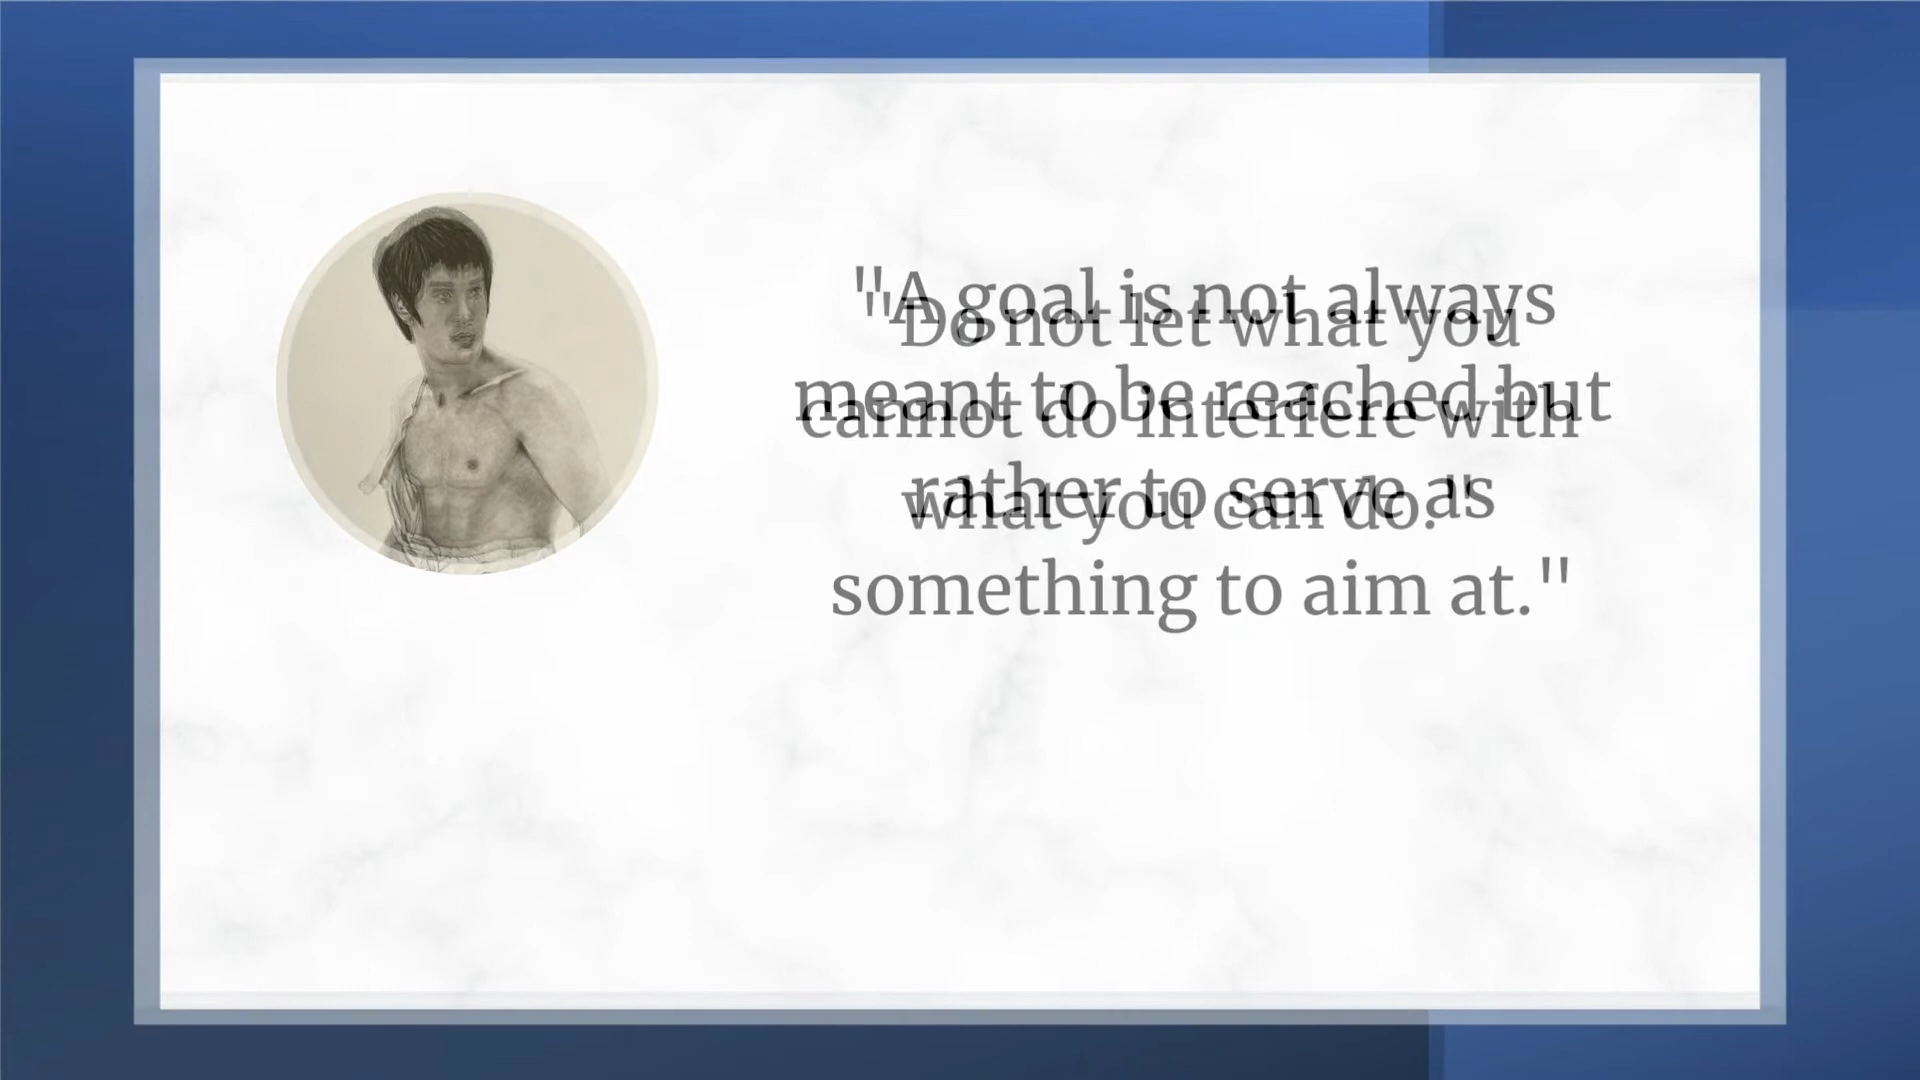 "A goal is not always
meant to be reached but
rather to serve as
something to aim at."
"Do not let what you
cannot do interfere with
what you can do."